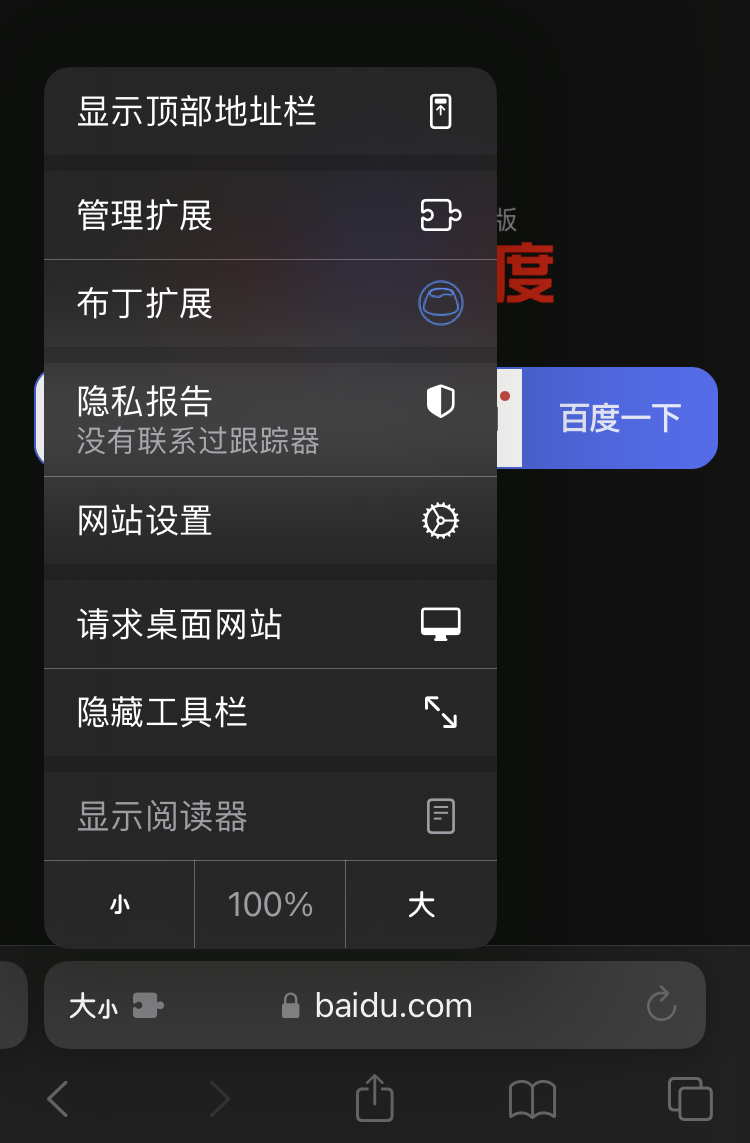 显示顶部地址栏
版
管理扩展
度
布丁扩展
隐私报告
没有联系过跟踪器
百度一下
网站设置
请求桌面网站
隐藏工具栏
显示阅读器
小 100% 大
大小 baidu.com